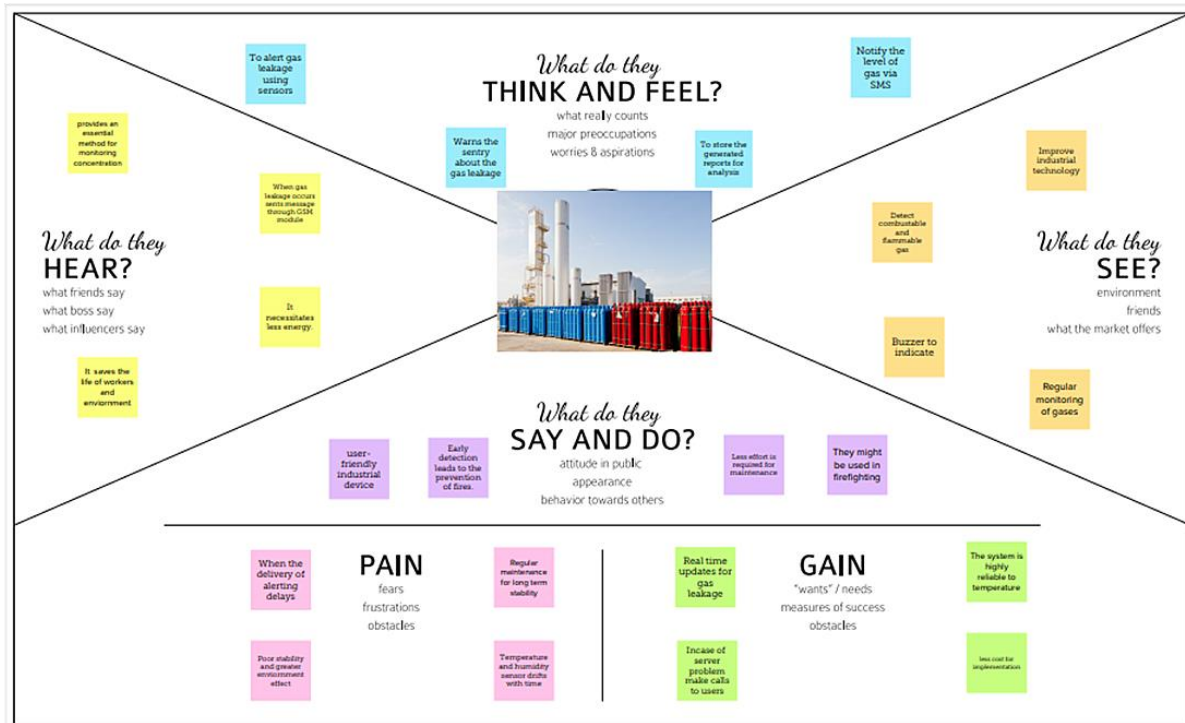 What do they
THINK AND FEEL?
what really counts
major preoccupations
worries & aspirations
To alert gas
leakage
using
sensors
Warns the
sentry
about the
gas leakage
To store the
generated
reports for
analysis
Notify the
level of
gas via
SMS
What do they
HEAR?
what friends say
what boss say
what influencers say
provides an
essential
method for
monitoring
concentration
When gas
leakage occurs
sents message
through GSM
module
It
necessitates
less energy.
It saves the
life of workers
and
enviornment
What do they
SEE?
environment
friends
what the market offers
Improve
industrial
technology
Detect
combustable
and
flammable
gas
Buzzer to
indicate
Regular
monitoring
of gases
What do they
SAY AND DO?
attitude in public
appearance
behavior towards others
user-
friendly
industrial
device
Early
detection
leads to the
prevention
of fires.
Less effort is
required for
maintenance
They might
be used in
firefighting
PAIN
fears
frustrations
obstacles
When the
delivery of
alerting
delays
Regular
maintenance
for long term
stability
Poor stability
and greater
enviornment
effect
Temperature
and humidity
sensor drifts
with time
GAIN
"wants" / needs
measures of success
obstacles
Real time
updates for
gas
leakage
The system is
highly
reliable to
temperature
Incase of
server
problem
make calls
to users
less cost for
implementation